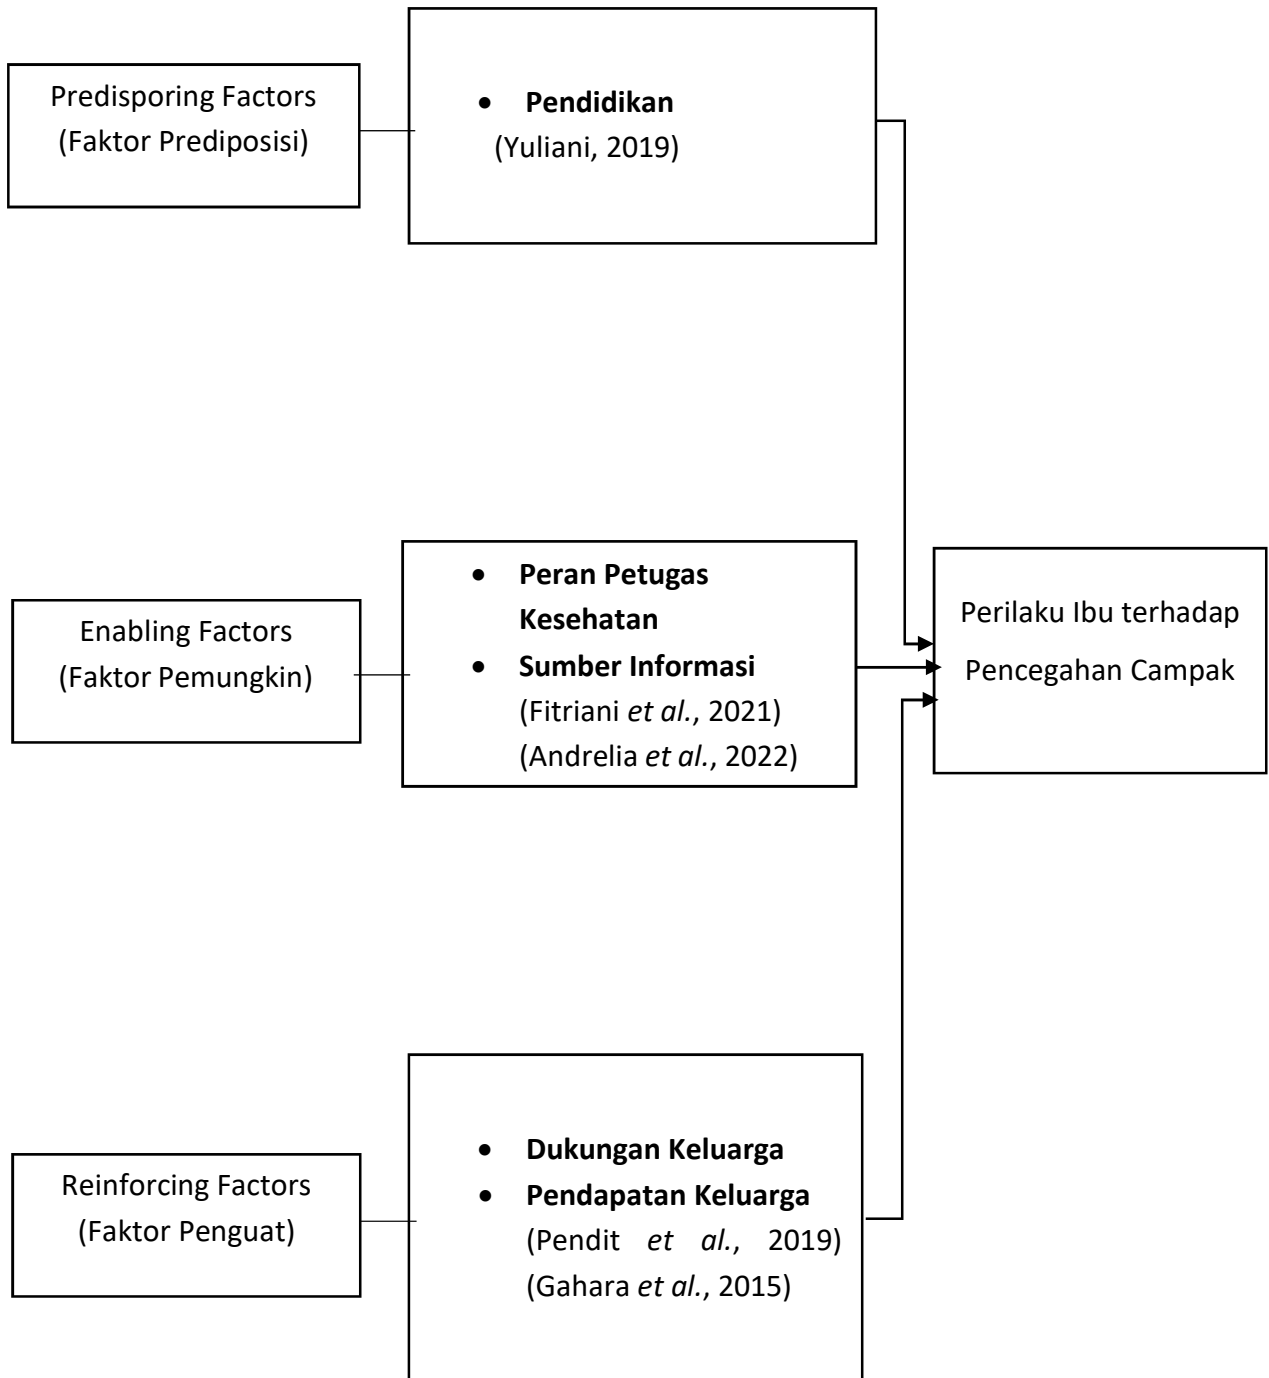 Predisporing Factors
(Faktor Prediposisi)
• Pendidikan
(Yuliani, 2019)
Enabling Factors
(Faktor Pemungkin)
• Peran Petugas
Kesehatan
• Sumber Informasi
(Fitriani et al., 2021)
(Andrelia et al., 2022)
Perilaku Ibu terhadap
Pencegahan Campak
Reinforcing Factors
(Faktor Penguat)
• Dukungan Keluarga
• Pendapatan Keluarga
(Pendit et al., 2019)
(Gahara et al., 2015)